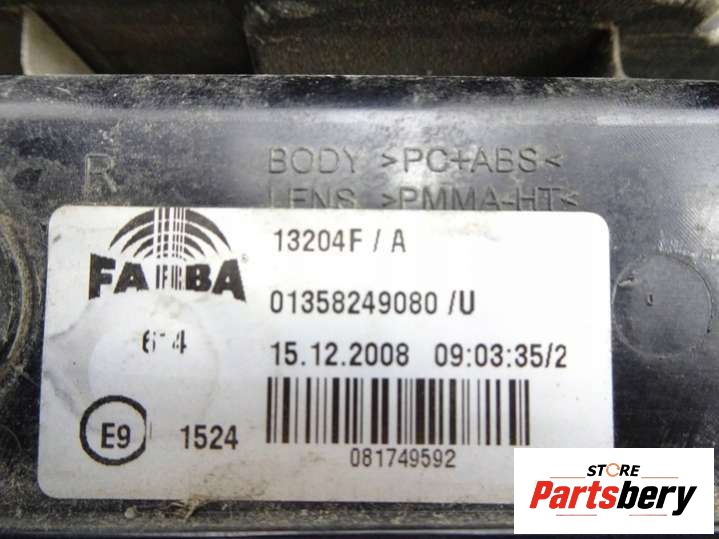 R
BODY >PC+ABS<
LENS >PMMA-HT<
13204F / A
01358249080 /U
15.12.2008 09:03:35/2
E9 1524
081749592
STORE
Partsbery